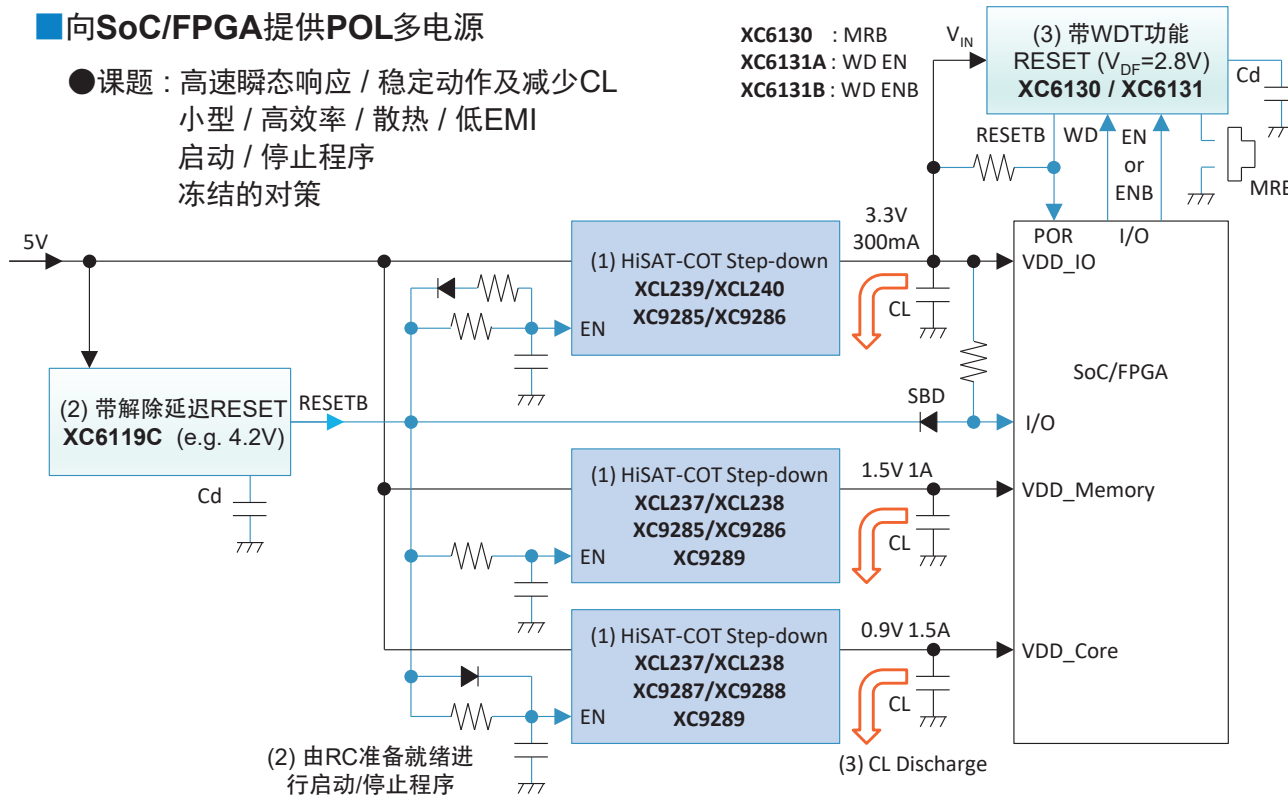 ■向SoC/FPGA提供POL多电源
●课题：高速瞬态响应 / 稳定动作及减少CL
小型 / 高效率 / 散热 / 低EMI
启动 / 停止程序
冻结的对策
XC6130 : MRB
XC6131A : WD EN
XC6131B : WD ENB
VIN
(3) 带WDT功能
RESET (VDF=2.8V)
XC6130 / XC6131
Cd
RESETB
WD
EN
or
ENB
MRB
5V
(1) HiSAT-COT Step-down
XCL239/XCL240
XC9285/XC9286
EN
3.3V
300mA
CL
POR
I/O
VDD_IO
SoC/FPGA
(2) 带解除延迟RESET
XC6119C (e.g. 4.2V)
RESETB
Cd
SBD
I/O
(1) HiSAT-COT Step-down
XCL237/XCL238
XC9285/XC9286
XC9289
EN
1.5V 1A
CL
VDD_Memory
(1) HiSAT-COT Step-down
XCL237/XCL238
XC9287/XC9288
XC9289
EN
0.9V 1.5A
CL
VDD_Core
(2) 由RC准备就绪进
行启动/停止程序
(3) CL Discharge